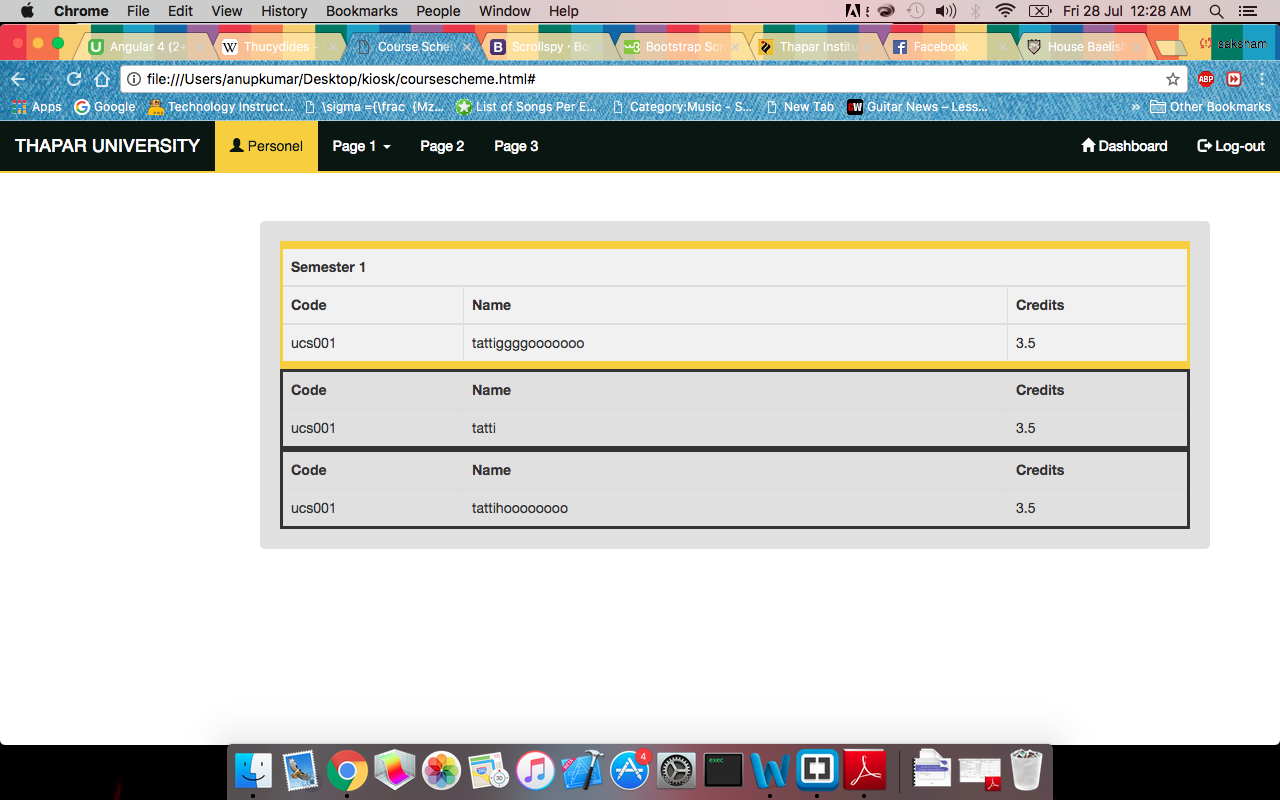 Chrome File Edit View History Bookmarks People Window Help Fri 28 Jul 12:28 AM
Angular 4 (2+ Thucydides - Course Sche Scrollspy · Bo Bootstrap Scr Thapar Institu Facebook House Baelish saksham
file:///Users/anupkumar/Desktop/kiosk/coursescheme.html# ABP
Apps Google Technology Instruct... \sigma ={\frac {Mz... List of Songs Per E... Category:Music - S... New Tab GW Guitar News – Less... » Other Bookmarks
THAPAR UNIVERSITY Personel Page 1 Page 2 Page 3 Dashboard Log-out
Semester 1
Code Name Credits
ucs001 tattiggggooooooo 3.5
Code Name Credits
ucs001 tatti 3.5
Code Name Credits
ucs001 tattihoooooooo 3.5
4
exec